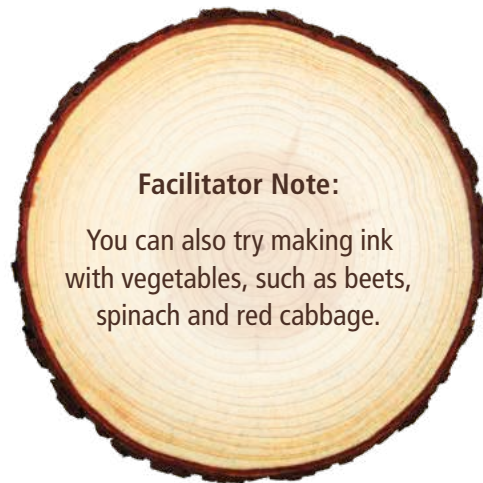 Facilitator Note:
You can also try making ink
with vegetables, such as beets,
spinach and red cabbage.